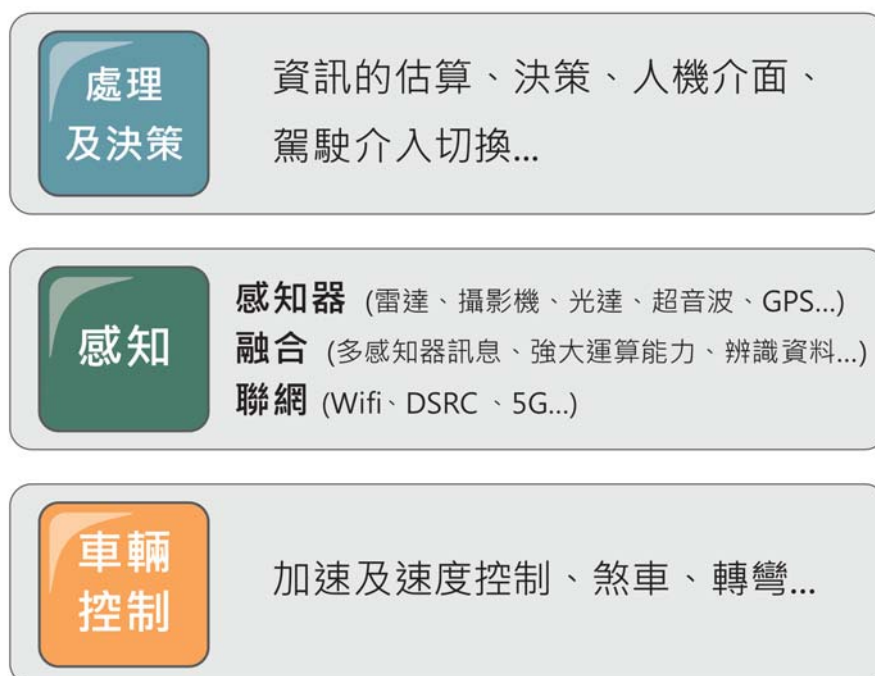 處理
及決策
資訊的估算、決策、人機介面、
駕駛介入切換...
感知
感知器 (雷達、攝影機、光達、超音波、GPS...)
融合 (多感知器訊息、強大運算能力、辨識資料...)
聯網 (Wifi、DSRC 、5G...)
車輛
控制
加速及速度控制、煞車、轉彎...